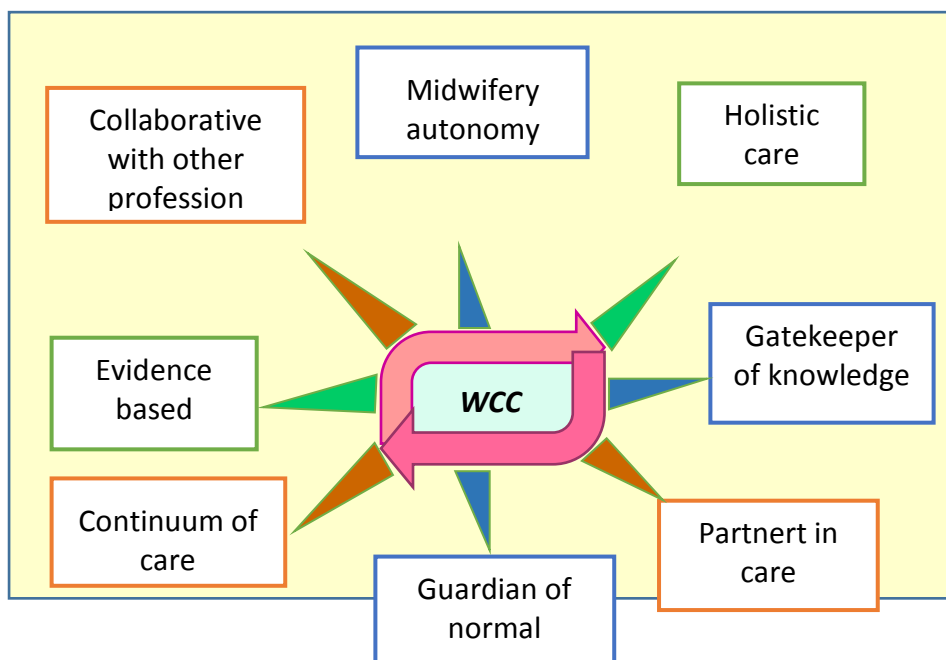 Midwifery
autonomy
Collaborative
with other
profession
Holistic
care
Evidence
based
WCC
Gatekeeper
of knowledge
Continuum of
care
Guardian of
normal
Partnert in
care